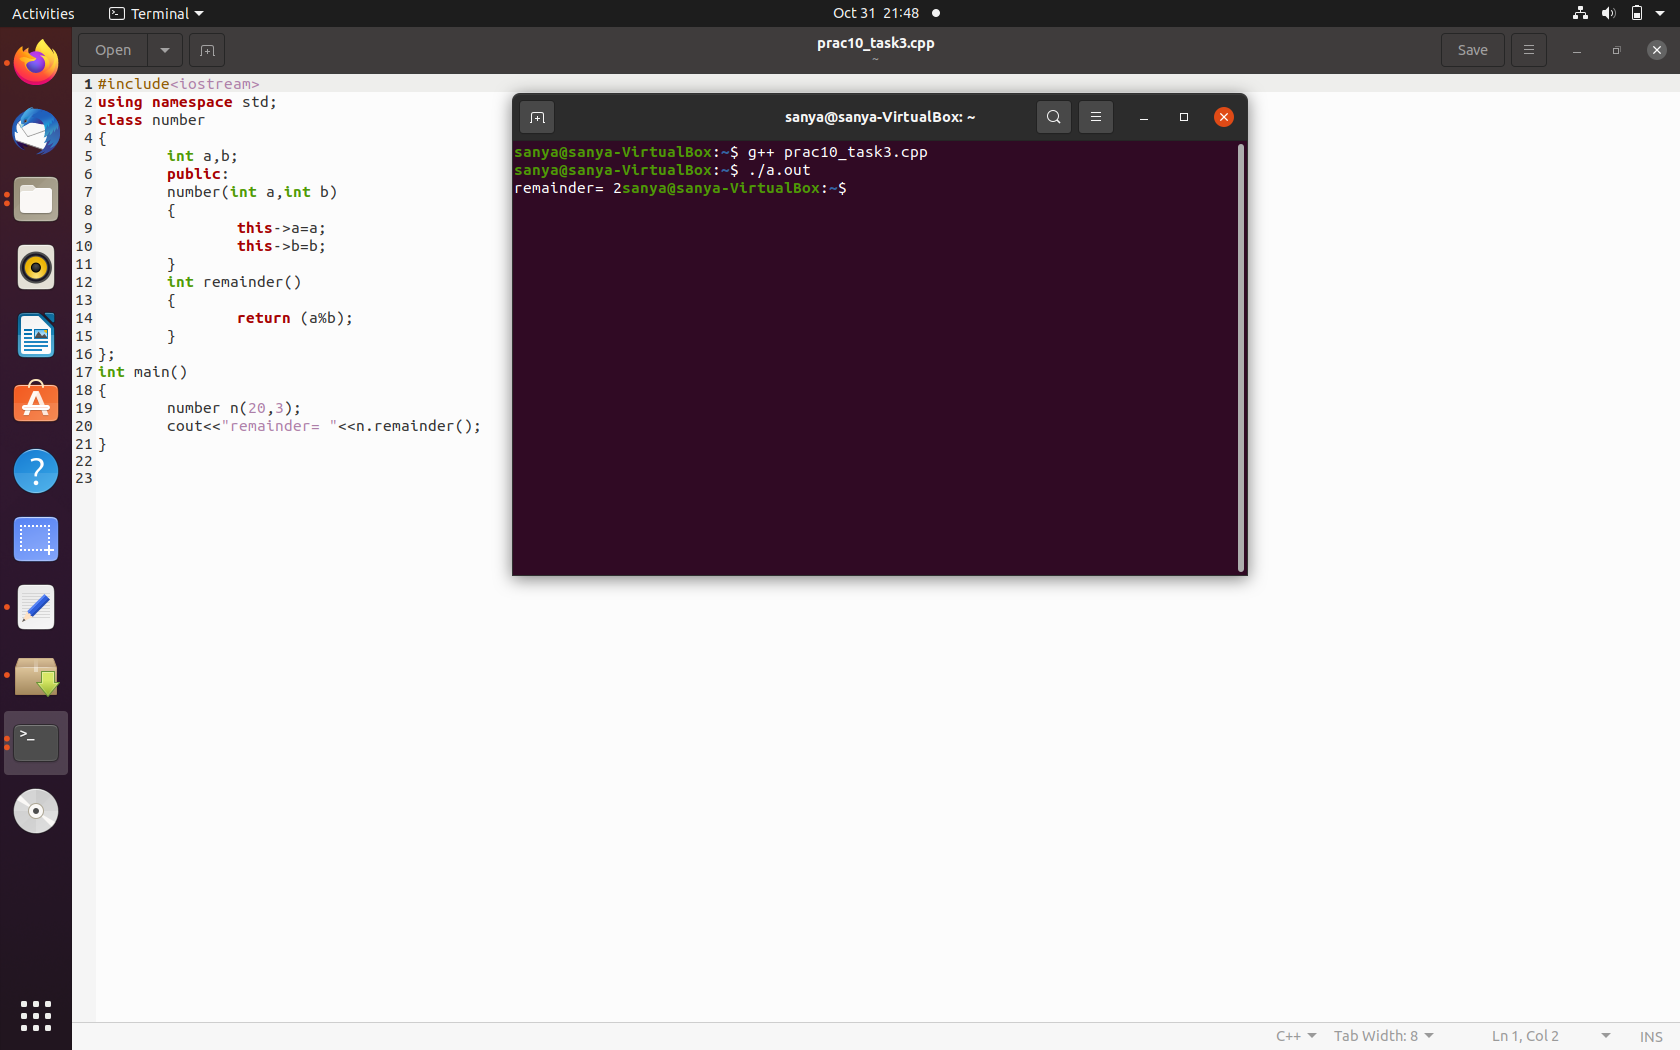 Activities
Terminal
Oct 31 21:48
Open
prac10_task3.cpp
~
Save
1 #include<iostream>
2 using namespace std;
3 class number
4 {
5 int a,b;
6 public:
7 number(int a,int b)
8 {
9 this->a=a;
10 this->b=b;
11 }
12 int remainder()
13 {
14 return (a%b);
15 }
16 };
17 int main()
18 {
19 number n(20,3);
20 cout<<"remainder= "<<n.remainder();
21 }
22
23
sanya@sanya-VirtualBox: ~
sanya@sanya-VirtualBox:~$ g++ prac10_task3.cpp
sanya@sanya-VirtualBox:~$ ./a.out
remainder= 2sanya@sanya-VirtualBox:~$
C++
Tab Width: 8
Ln 1, Col 2
INS